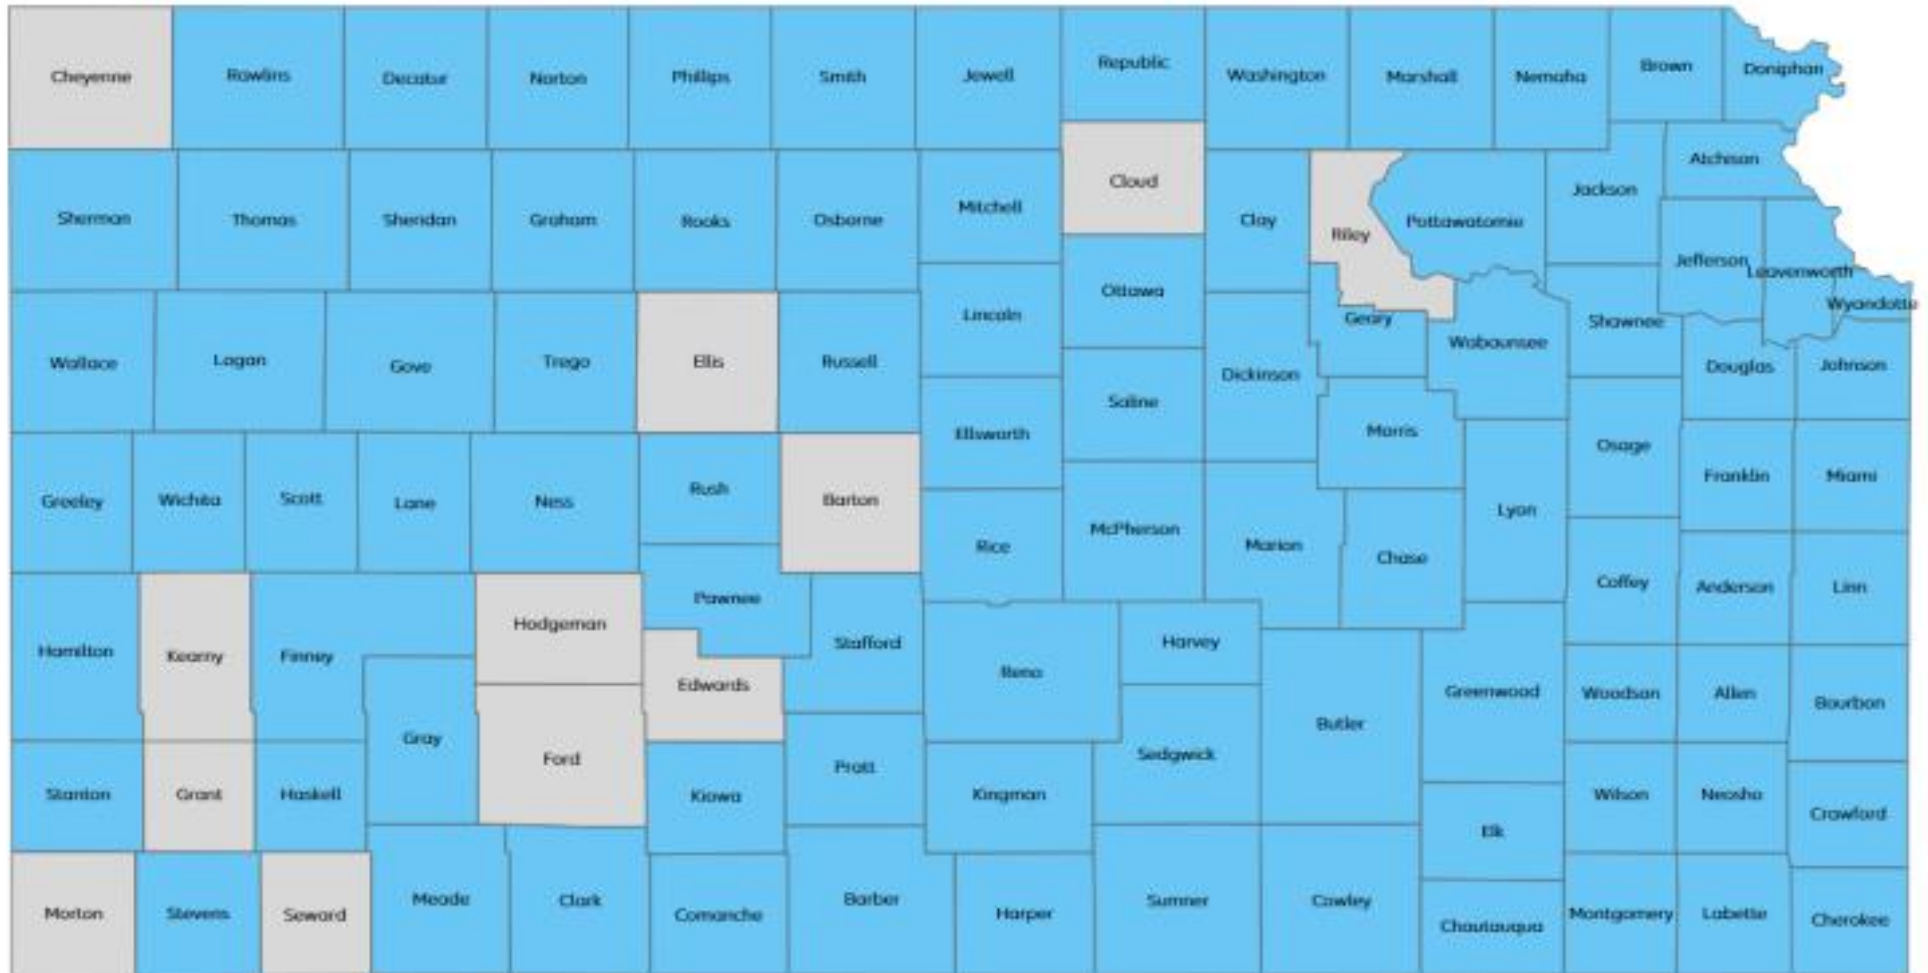 Cheyenne
Rawlins
Decatur
Norton
Phillips
Smith
Jewell
Republic
Washington
Marshall
Nemaha
Brown
Doniphan
Sherman
Thomas
Sheridan
Graham
Rooks
Osborne
Mitchell
Cloud
Clay
Riley
Pottawatomie
Jackson
Atchison
Jefferson
Leavenworth
Wyandotte
Wallace
Logan
Gove
Trego
Ellis
Russell
Lincoln
Ottawa
Saline
Dickinson
Geary
Wabaunsee
Shawnee
Douglas
Johnson
Greeley
Wichita
Scott
Lane
Ness
Rush
Barton
Ellsworth
Rice
McPherson
Marion
Morris
Chase
Lyon
Osage
Franklin
Miami
Hamilton
Kearny
Finney
Hodgeman
Pawnee
Edwards
Stafford
Reno
Harvey
Butler
Greenwood
Coffey
Anderson
Linn
Woodson
Allen
Bourbon
Stanton
Grant
Haskell
Gray
Ford
Kiowa
Pratt
Kingman
Sedgwick
Elk
Wilson
Neosho
Crawford
Morton
Stevens
Seward
Meade
Clark
Comanche
Barber
Harper
Sumner
Cowley
Chautauqua
Montgomery
Labette
Cherokee